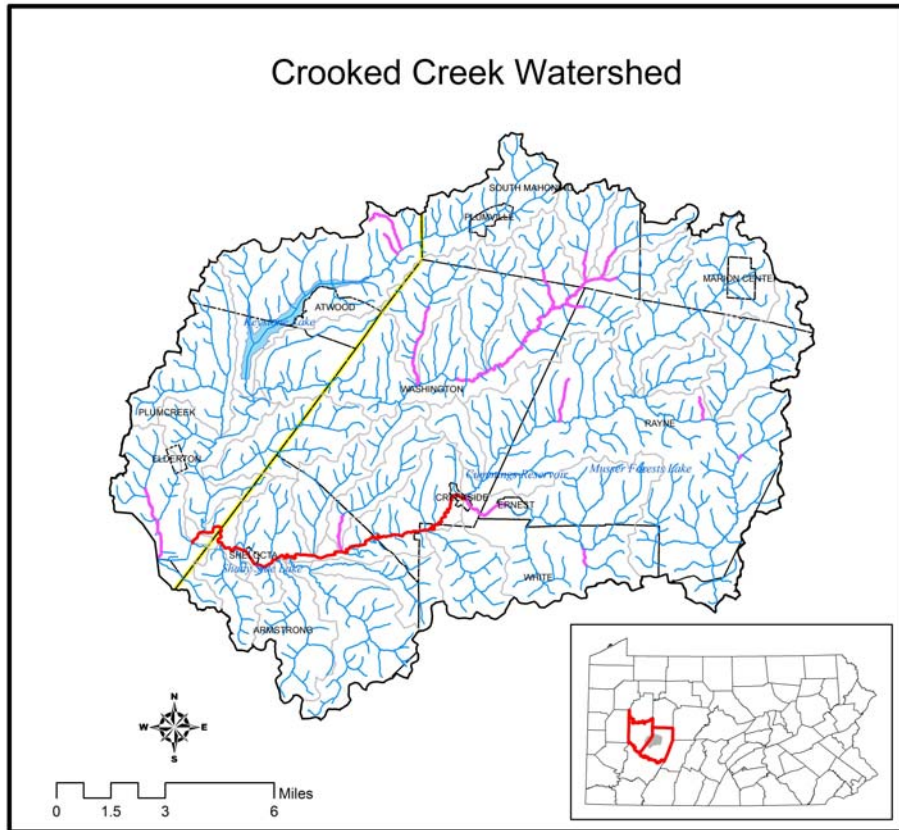 Crooked Creek Watershed
SOUTH MAHONING
PLUMVILLE
MARION CENTER
ATWOOD
Keystone Lake
WASHINGTON
PLUMCREEK
RAYNE
ELDERTON
Cummings Reservoir
Musser Forests Lake
CREEKSIDE
ERNEST
SHELOCTA
Shady Side Lake
WHITE
ARMSTRONG
N
W E
S
Miles
0 1.5 3 6